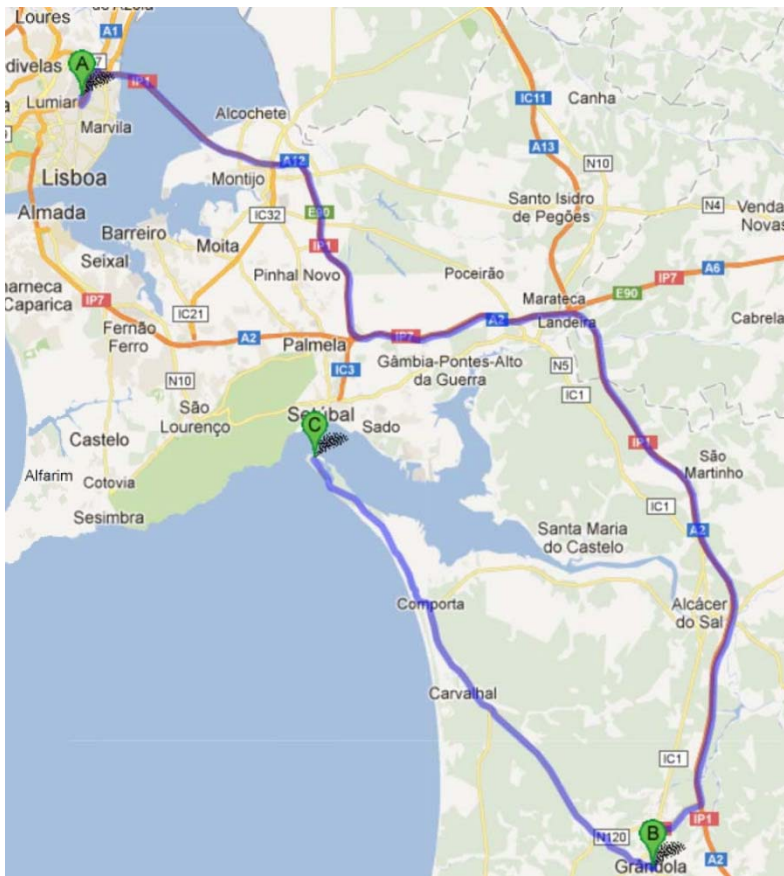 Loures
A1
divelas
A
IP1
Lumiar
Marvila
Alcochete
IC11
Canha
A13
N10
Lisboa
Montijo
A12
Almada
IC32
E90
Santo Isidro
de Pegões
N4
Venda
Novas
Barreiro
Moita
IP1
Seixal
Pinhal Novo
Poceirão
A6
IP7
E90
Caparica
IP7
IC21
Marateca
Fernão
Ferro
A2
Palmela
IP7
A2
Landeira
Cabrela
IC3
Gâmbia-Pontes-Alto
da Guerra
N5
N10
IC1
São
Lourenço
Setúbal
C
Sado
Castelo
IP1
São
Martinho
Alfarim
Cotovia
IC1
Sesimbra
Santa Maria
do Castelo
A2
Comporta
Alcácer
do Sal
Carvalhal
IC1
IP1
N120
B
Grândola
A2